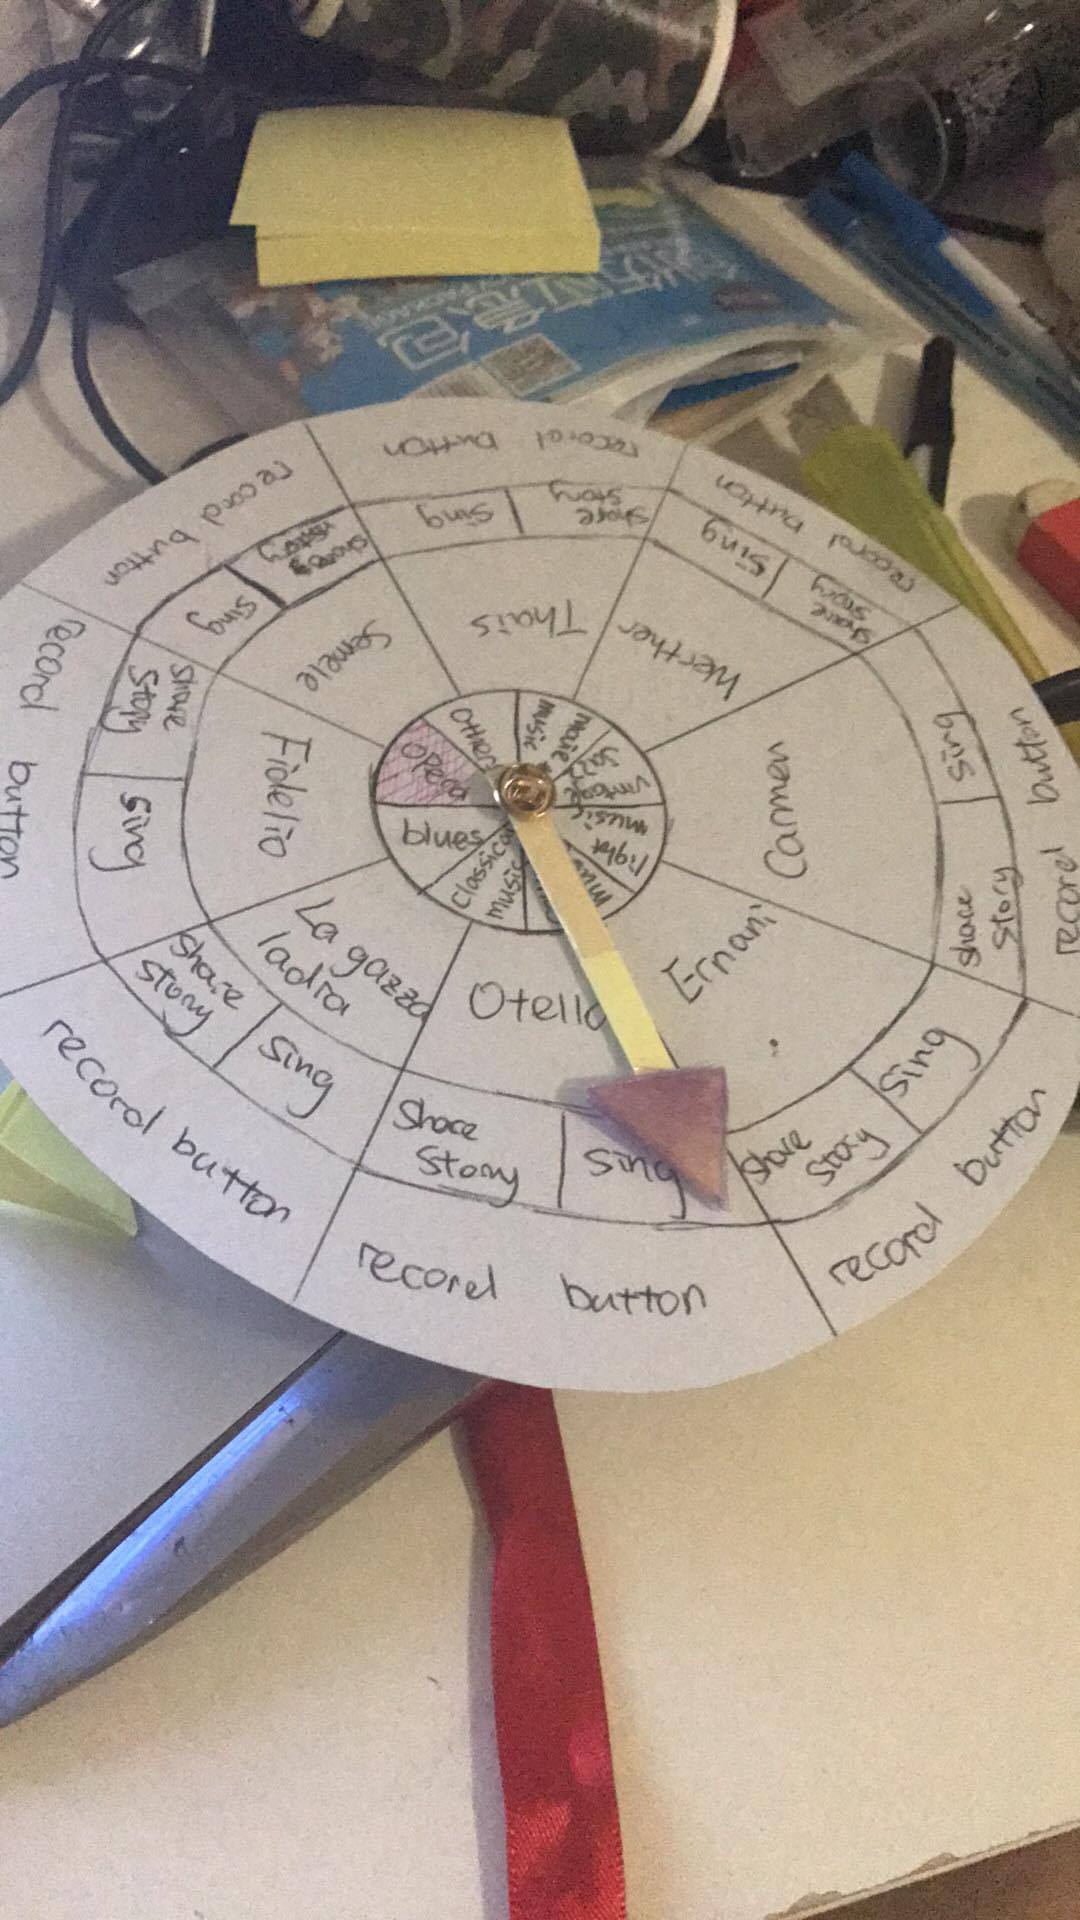 record button
record button
record button
record button
record button
record button
record button
record button
Sing
share
story
Sing
share
story
Sing
share
story
share
story
Sing
share
story
Sing
Share
Story
Sing
Share
Story
Sing
share
story
Sing
Thais
Werther
Carmen
Ernani
Otello
La gazza
ladra
Fidelio
Semele
Others
Opera
blues
Classical
music
light
music
vintage
Jazz
movie
music